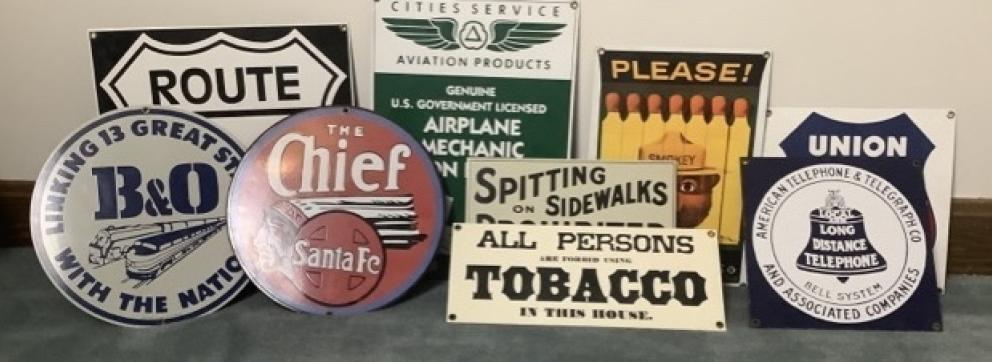 ROUTE
CITIES SERVICE
AVIATION PRODUCTS
GENUINE
U.S. GOVERNMENT LICENSED
AIRPLANE
MECHANIC
PLEASE!
SMOKEY
UNION
LINKING 13 GREAT
B&O
WITH THE
THE
Chief
Santa Fe
SPITTING
ON SIDEWALKS
PROHIBITED
ALL PERSONS
ARE FORBID USING
TOBACCO
IN THIS HOUSE.
AMERICAN TELEPHONE & TELEGRAPH CO
LOCAL
LONG
DISTANCE
TELEPHONE
BELL SYSTEM
AND ASSOCIATED COMPANIES